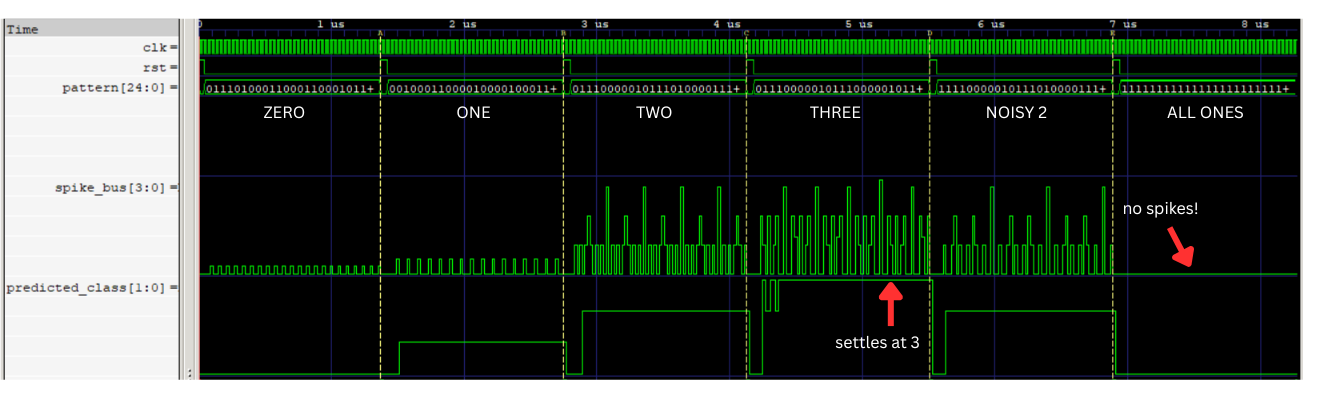 Time
0 1 us 2 us 3 us 4 us 5 us 6 us 7 us 8 us
A B C D E
clk=
rst=
pattern[24:0]= 0111010001100011000101110+
ZERO ONE TWO THREE NOISY 2 ALL ONES
spike_bus[3:0]=
no spikes!
predicted_class[1:0]=
settles at 3